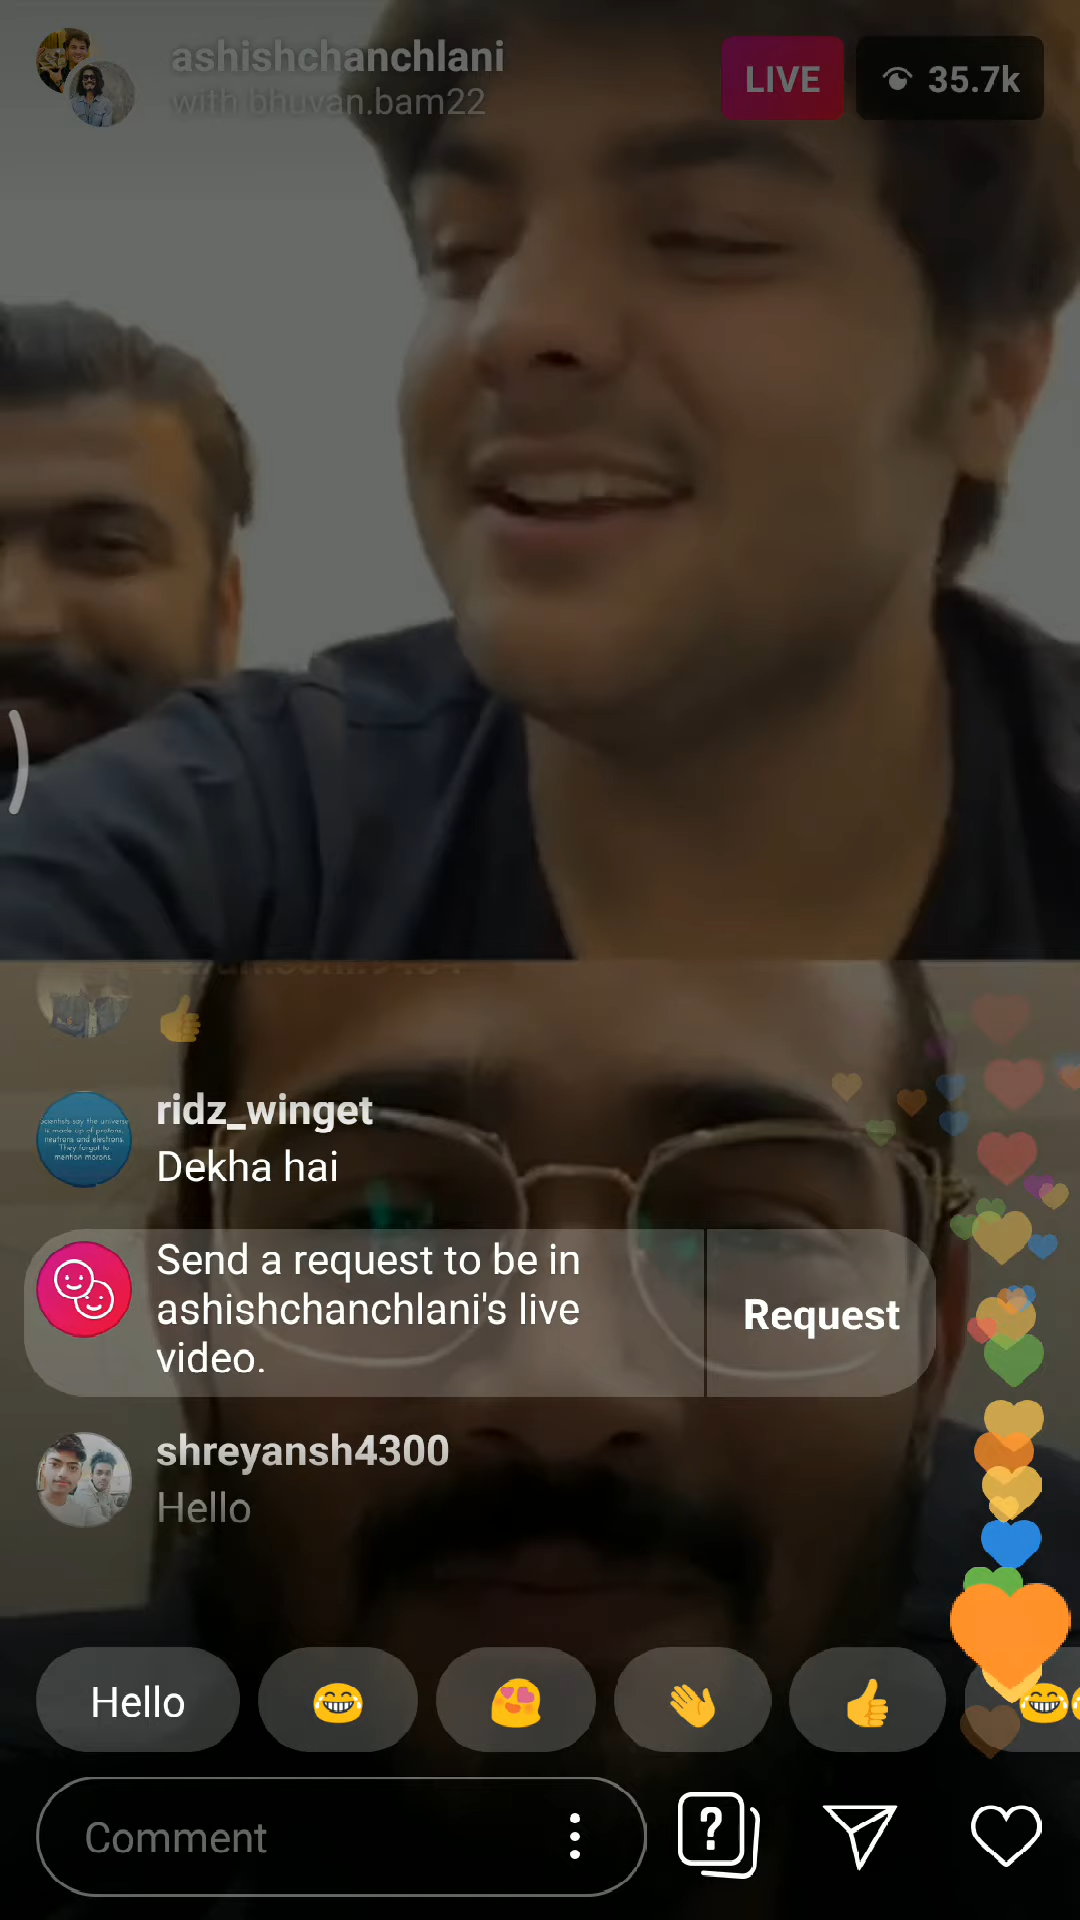 ashishchanchlani
with bhuvan.bam22
LIVE
35.7k
ridz_winget
Dekha hai
Send a request to be in
ashishchanchlani's live
video.
Request
shreyansh4300
Hello
Hello
Comment